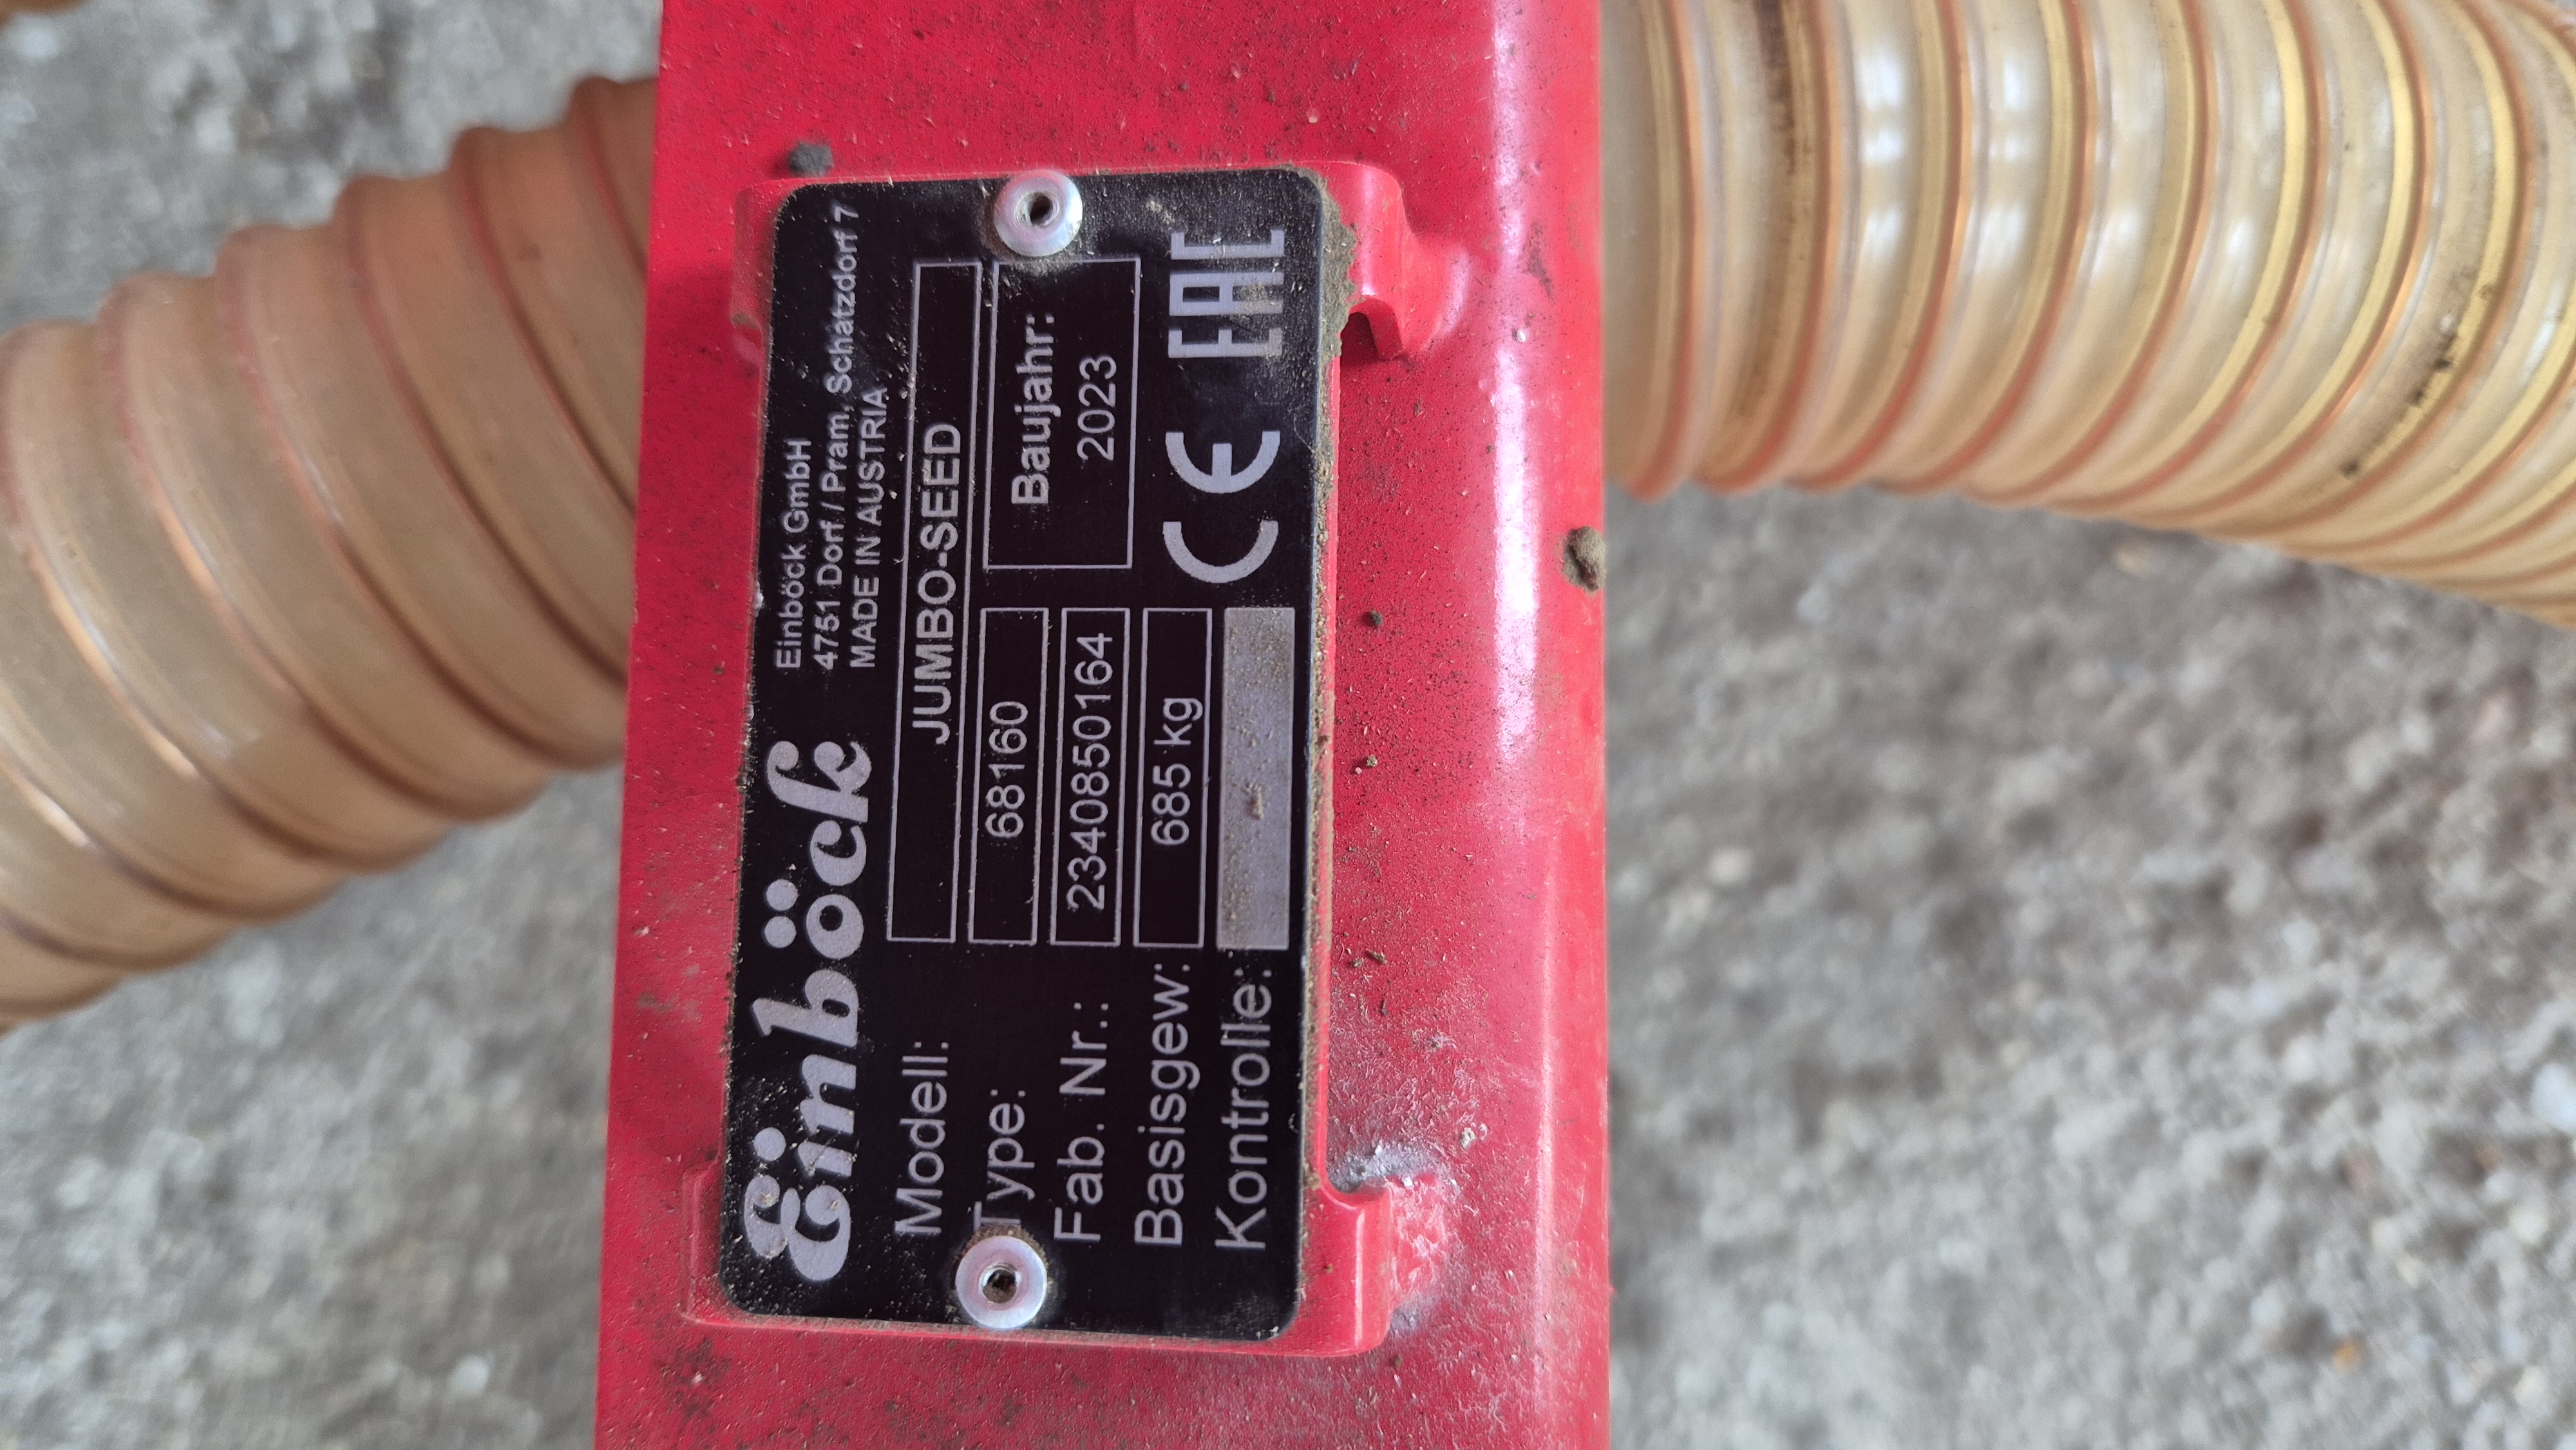 Einböck
Einböck GmbH
4751 Dorf / Pram, Schatzdorf 7
MADE IN AUSTRIA
Modell: JUMBO-SEED
Type: 68160
Baujahr:
2023
Fab. Nr.: 2340850164
Basisgew: 685 kg
Kontrolle:
CE EAC